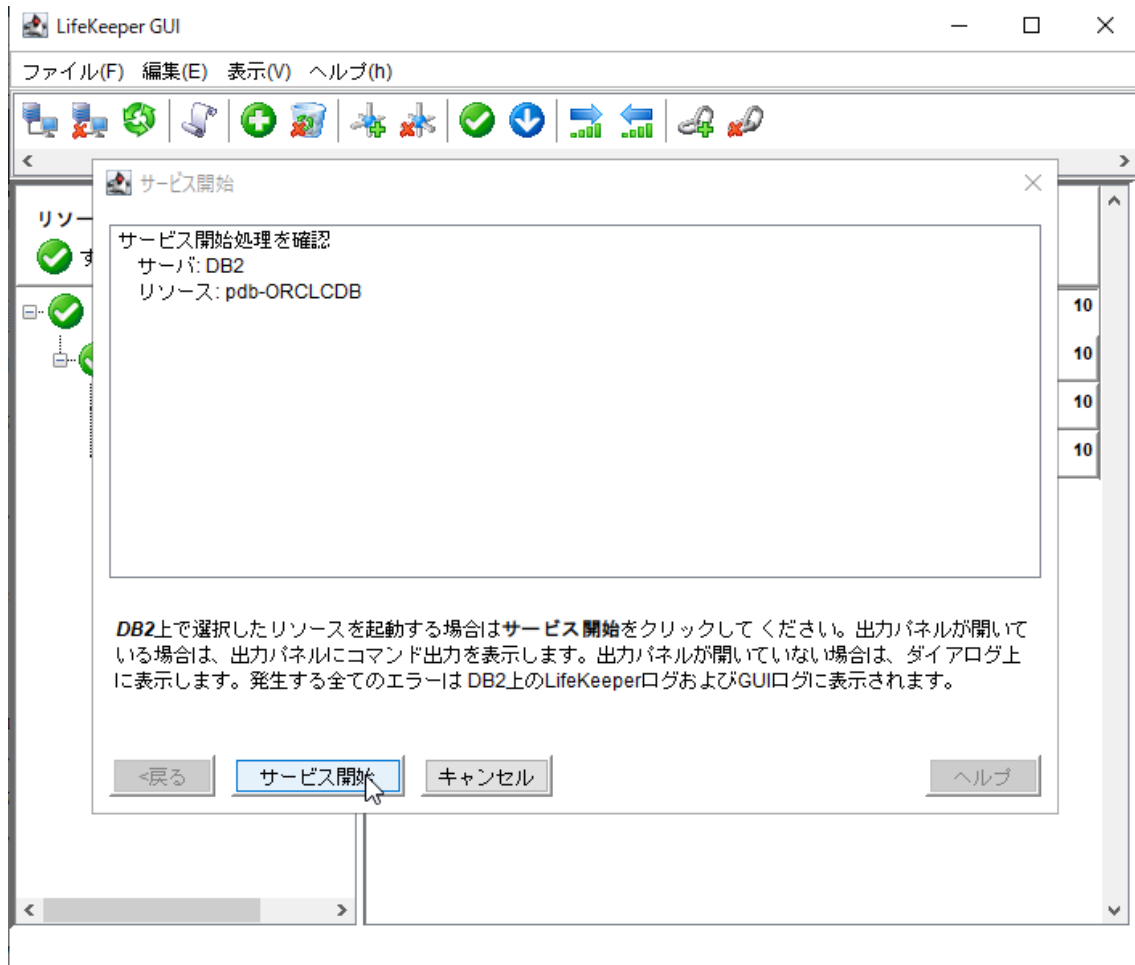 LifeKeeper GUI
ファイル(F) 編集(E) 表示(V) ヘルプ(h)
サービス開始
リソー
す
サービス開始処理を確認
サーバ: DB2
リソース: pdb-ORCLCDB
10
10
10
10
DB2上で選択したリソースを起動する場合はサービス開始をクリックしてください。出力パネルが開いて
いる場合は、出力パネルにコマンド出力を表示します。出力パネルが開いていない場合は、ダイアログ上
に表示します。発生する全てのエラーは DB2上のLifeKeeperログおよびGUIログに表示されます。
<戻る サービス開始 キャンセル ヘルプ